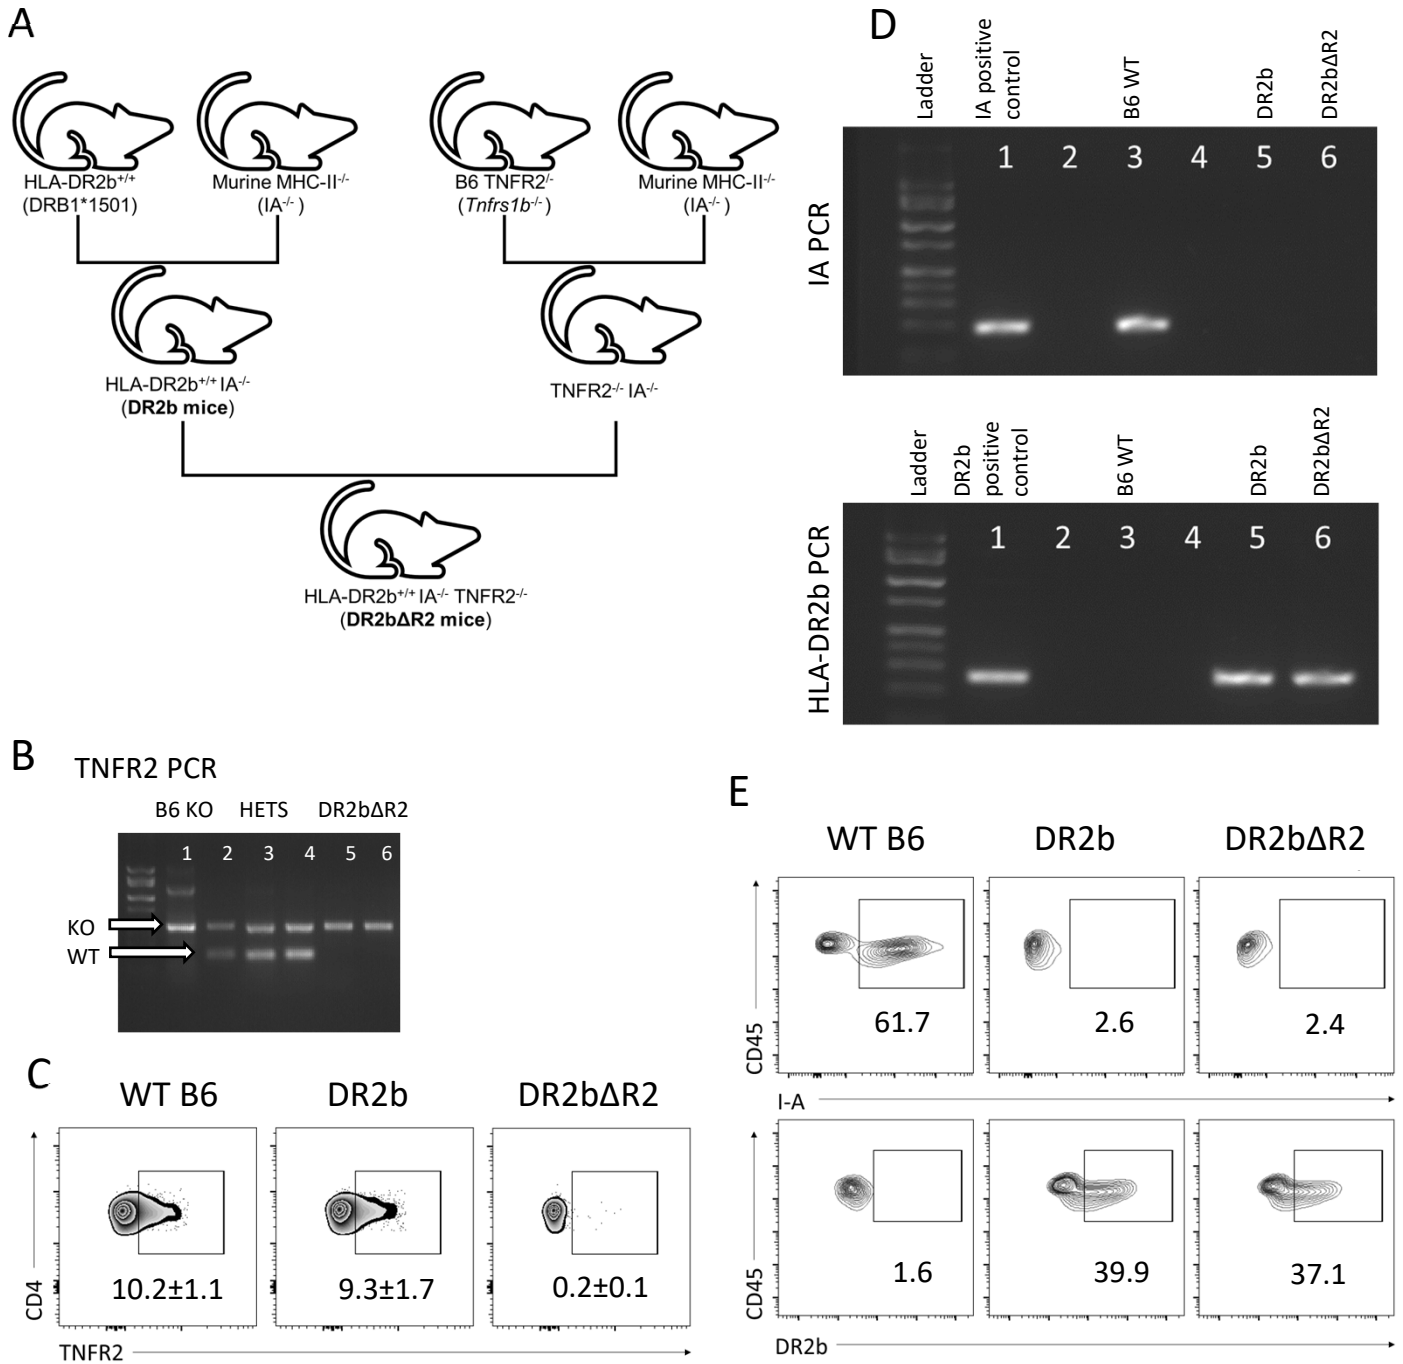 A
HLA-DR2b+/+
(DRB1*1501)
Murine MHC-II-/-
(IA-/- )
B6 TNFR2/-
(Tnfrs1b-/-)
Murine MHC-II-/-
(IA-/- )
HLA-DR2b+/+ IA-/-
(DR2b mice)
TNFR2-/- IA-/-
HLA-DR2b+/+ IA-/- TNFR2-/-
(DR2bΔR2 mice)
B
TNFR2 PCR
B6 KO HETS DR2bΔR2
1 2 3 4 5 6
KO
WT
C
WT B6 DR2b DR2bΔR2
10.2±1.1 9.3±1.7 0.2±0.1
CD4
TNFR2
D
Ladder
IA positive
control
B6 WT
DR2b
DR2bΔR2
1 2 3 4 5 6
IA PCR
Ladder
DR2b
positive
control
B6 WT
DR2b
DR2bΔR2
1 2 3 4 5 6
HLA-DR2b PCR
E
WT B6 DR2b DR2bΔR2
61.7 2.6 2.4
CD45
I-A
1.6 39.9 37.1
CD45
DR2b